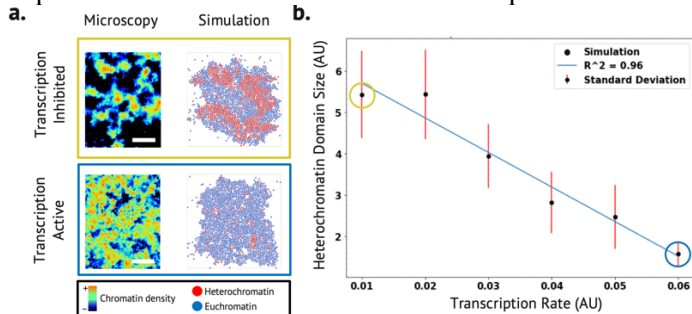 a.
Microscopy Simulation
Transcription
Inhibited
Transcription
Active
+
−
Chromatin density
Heterochromatin
Euchromatin
b.
Heterochromatin Domain Size (AU)
6
5
4
3
2
Simulation
R^2 = 0.96
Standard Deviation
0.01 0.02 0.03 0.04 0.05 0.06
Transcription Rate (AU)